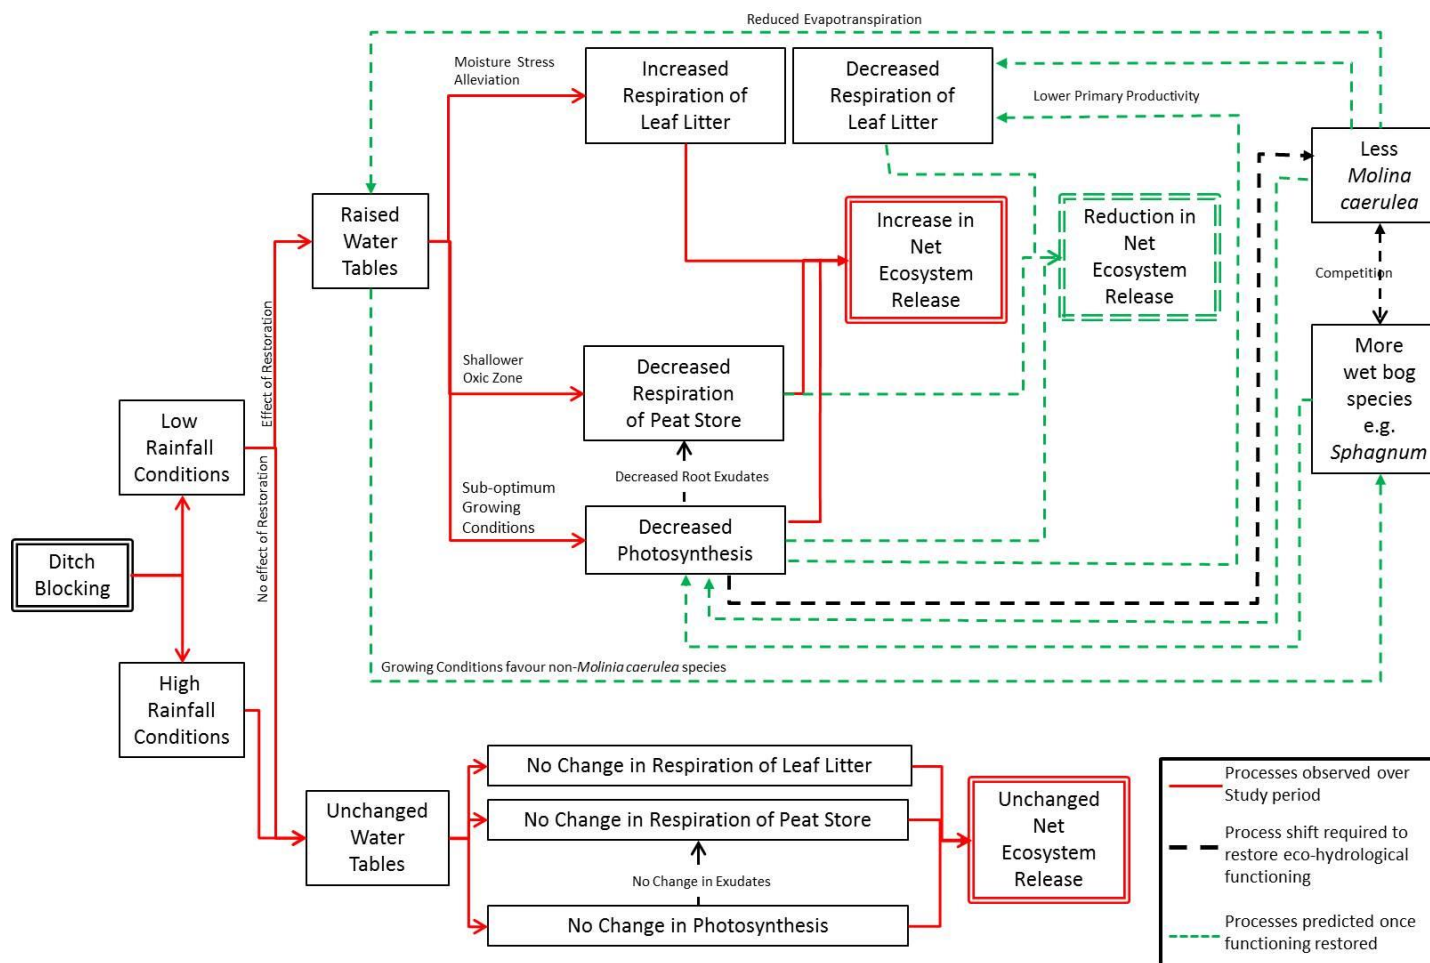 Reduced Evapotranspiration
Moisture Stress
Alleviation
Increased
Respiration of
Leaf Litter
Decreased
Respiration of
Leaf Litter
Lower Primary Productivity
Less
Molina
caerulea
Raised
Water
Tables
Increase in
Net
Ecosystem
Release
Reduction in
Net
Ecosystem
Release
Competition
Effect of Restoration
Shallower
Oxic Zone
Decreased
Respiration
of Peat Store
More
wet bog
species
e.g.
Sphagnum
Low
Rainfall
Conditions
No effect of Restoration
Decreased Root Exudates
Sub-optimum
Growing
Conditions
Decreased
Photosynthesis
Ditch
Blocking
High
Rainfall
Conditions
Growing Conditions favour non-Molinia caerulea species
No Change in Respiration of Leaf Litter
No Change in Respiration of Peat Store
No Change in Exudates
No Change in Photosynthesis
Unchanged
Water
Tables
Unchanged
Net
Ecosystem
Release
Processes observed over
Study period
Process shift required to
restore eco-hydrological
functioning
Processes predicted once
functioning restored